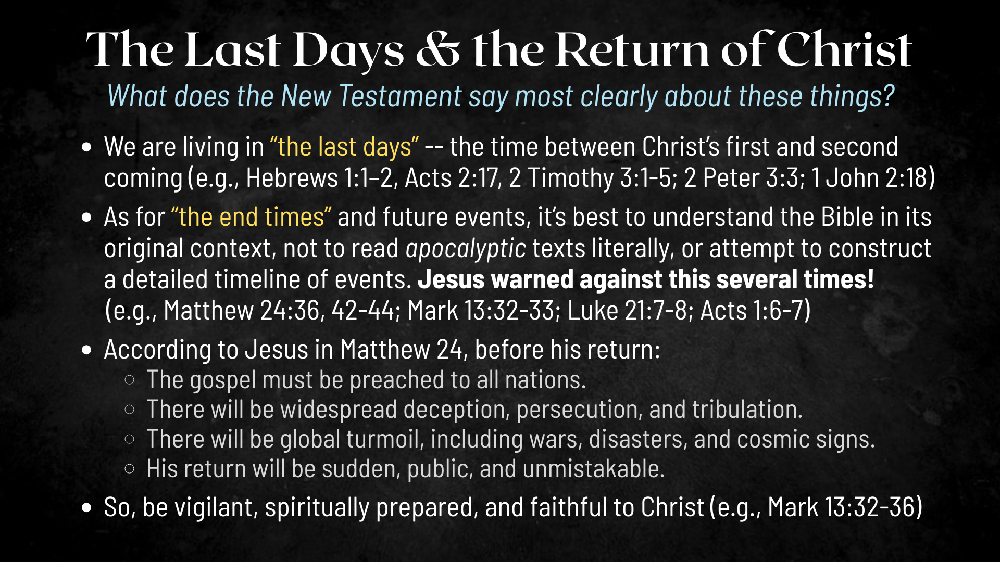 The Last Days & the Return of Christ
What does the New Testament say most clearly about these things?
• We are living in “the last days” -- the time between Christ’s first and second
coming (e.g., Hebrews 1:1–2, Acts 2:17, 2 Timothy 3:1-5; 2 Peter 3:3; 1 John 2:18)
• As for “the end times” and future events, it’s best to understand the Bible in its
original context, not to read apocalyptic texts literally, or attempt to construct
a detailed timeline of events. Jesus warned against this several times!
(e.g., Matthew 24:36, 42-44; Mark 13:32-33; Luke 21:7-8; Acts 1:6-7)
• According to Jesus in Matthew 24, before his return:
○ The gospel must be preached to all nations.
○ There will be widespread deception, persecution, and tribulation.
○ There will be global turmoil, including wars, disasters, and cosmic signs.
○ His return will be sudden, public, and unmistakable.
• So, be vigilant, spiritually prepared, and faithful to Christ (e.g., Mark 13:32-36)